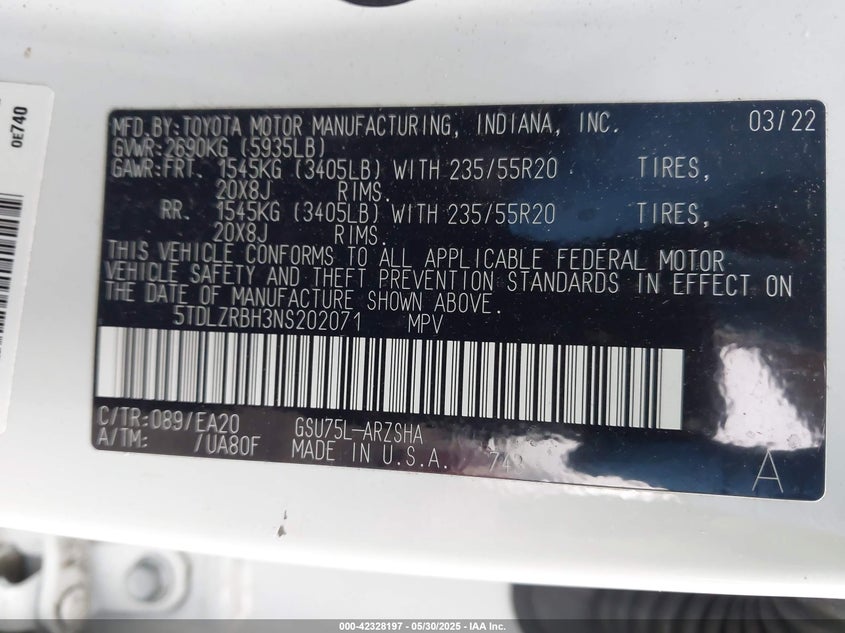 0E740
MFD.BY:TOYOTA MOTOR MANUFACTURING, INDIANA, INC. 03/22
GVWR:2690KG (5935LB)
GAWR:FRT. 1545KG (3405LB) WITH 235/55R20 TIRES,
20X8J RIMS.
RR. 1545KG (3405LB) WITH 235/55R20 TIRES,
20X8J RIMS.
THIS VEHICLE CONFORMS TO ALL APPLICABLE FEDERAL MOTOR
VEHICLE SAFETY AND THEFT PREVENTION STANDARDS IN EFFECT ON
THE DATE OF MANUFACTURE SHOWN ABOVE.
5TDLZRBH3NS202071 MPV
C/TR:089/EA20 GSU75L-ARZSHA
A/TM: /UA80F MADE IN U.S.A. A
000-42328197 - 05/30/2025 - IAA Inc.